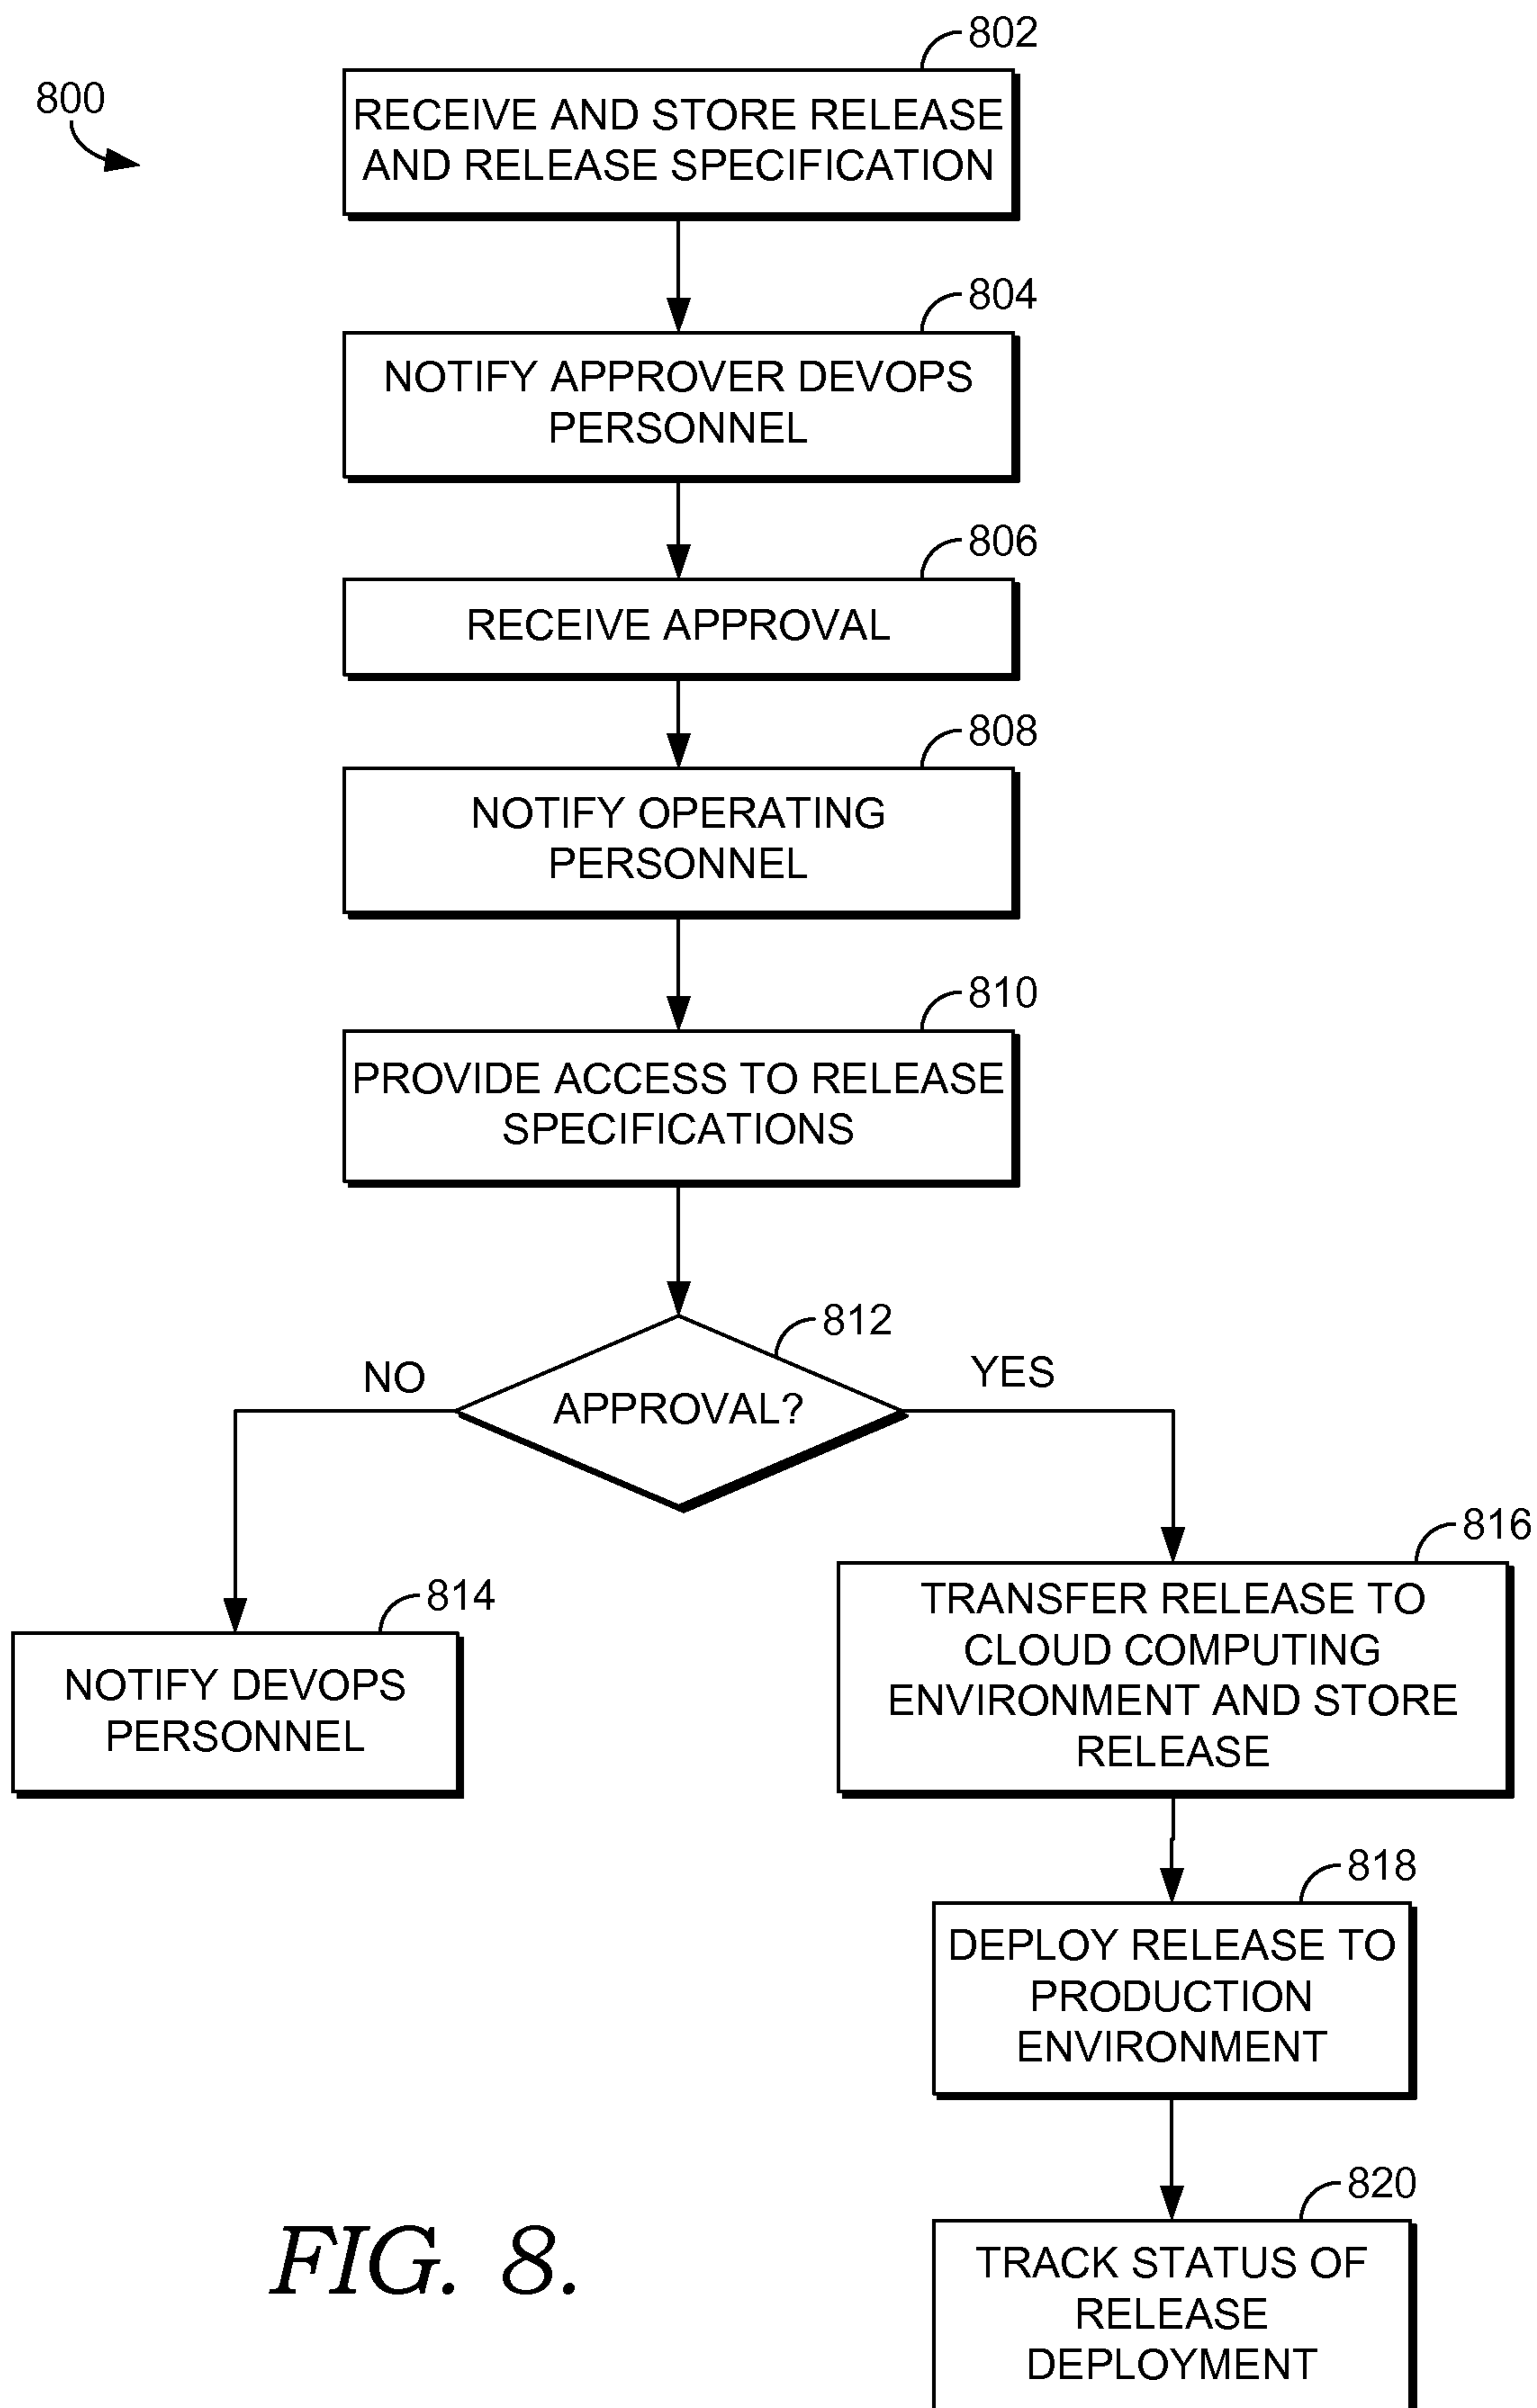 802
800
RECEIVE AND STORE RELEASE
AND RELEASE SPECIFICATION
804
NOTIFY APPROVER DEVOPS
PERSONNEL
806
RECEIVE APPROVAL
808
NOTIFY OPERATING
PERSONNEL
810
PROVIDE ACCESS TO RELEASE
SPECIFICATIONS
812
NO
YES
APPROVAL?
814
NOTIFY DEVOPS
PERSONNEL
816
TRANSFER RELEASE TO
CLOUD COMPUTING
ENVIRONMENT AND STORE
RELEASE
818
DEPLOY RELEASE TO
PRODUCTION
ENVIRONMENT
820
TRACK STATUS OF
RELEASE
DEPLOYMENT
FIG. 8.